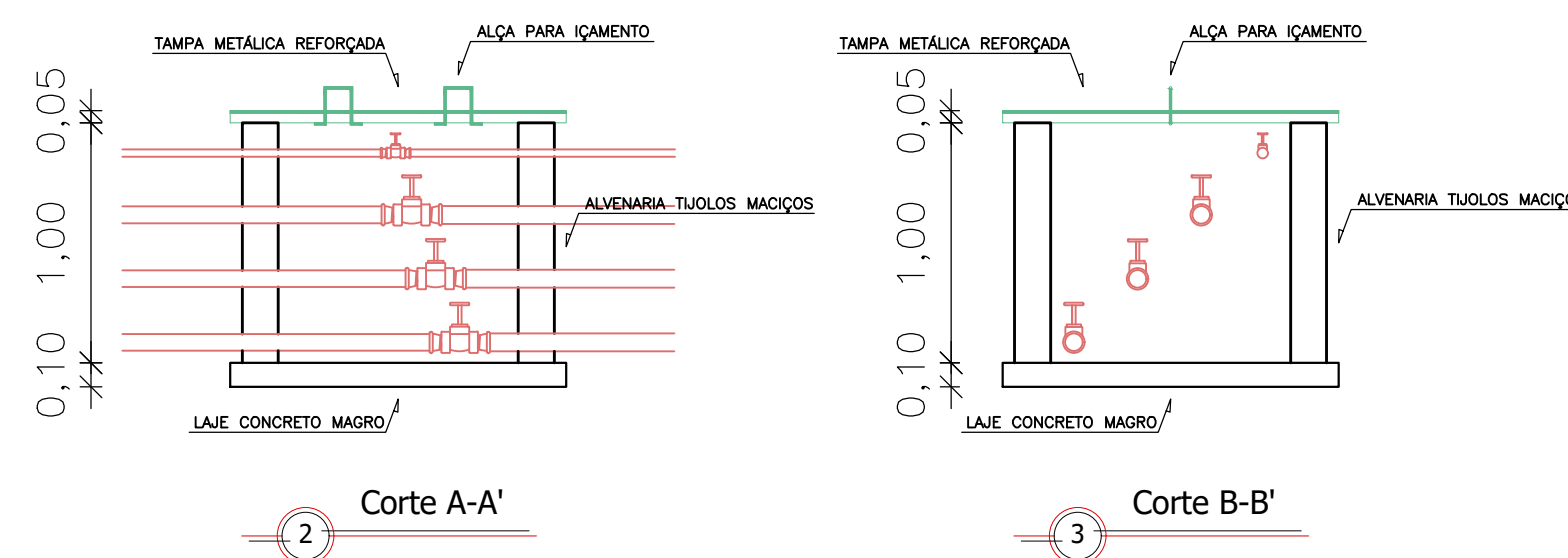 TAMPA METÁLICA REFORÇADA
ALÇA PARA IÇAMENTO
0,05
1,00
0,10
ALVENARIA TIJOLOS MACIÇOS
LAJE CONCRETO MAGRO
2
Corte A-A'
TAMPA METÁLICA REFORÇADA
ALÇA PARA IÇAMENTO
0,05
1,00
0,10
ALVENARIA TIJOLOS MACIÇO
LAJE CONCRETO MAGRO
3
Corte B-B'